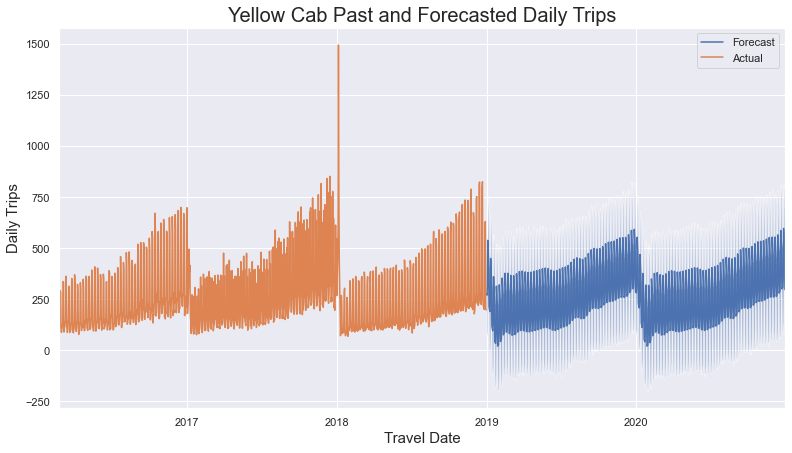 Yellow Cab Past and Forecasted Daily Trips
Forecast
Actual
1500
1250
1000
750
500
250
0
−250
Daily Trips
2017
2018
2019
2020
Travel Date